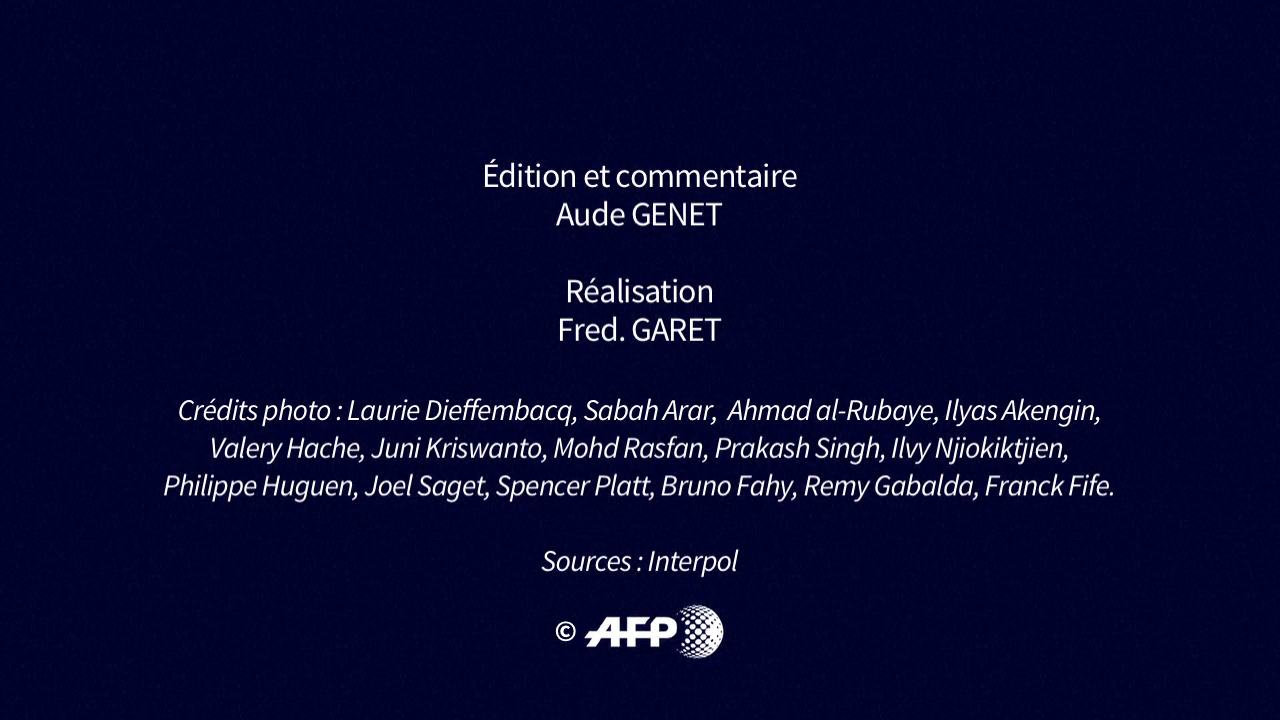 Édition et commentaire
Aude GENET
Réalisation
Fred. GARET
Crédits photo : Laurie Dieffembacq, Sabah Arar, Ahmad al-Rubaye, Ilyas Akengin,
Valery Hache, Juni Kriswanto, Mohd Rasfan, Prakash Singh, Ilvy Njiokiktjien,
Philippe Huguen, Joel Saget, Spencer Platt, Bruno Fahy, Remy Gabalda, Franck Fife.
Sources : Interpol
© AFP